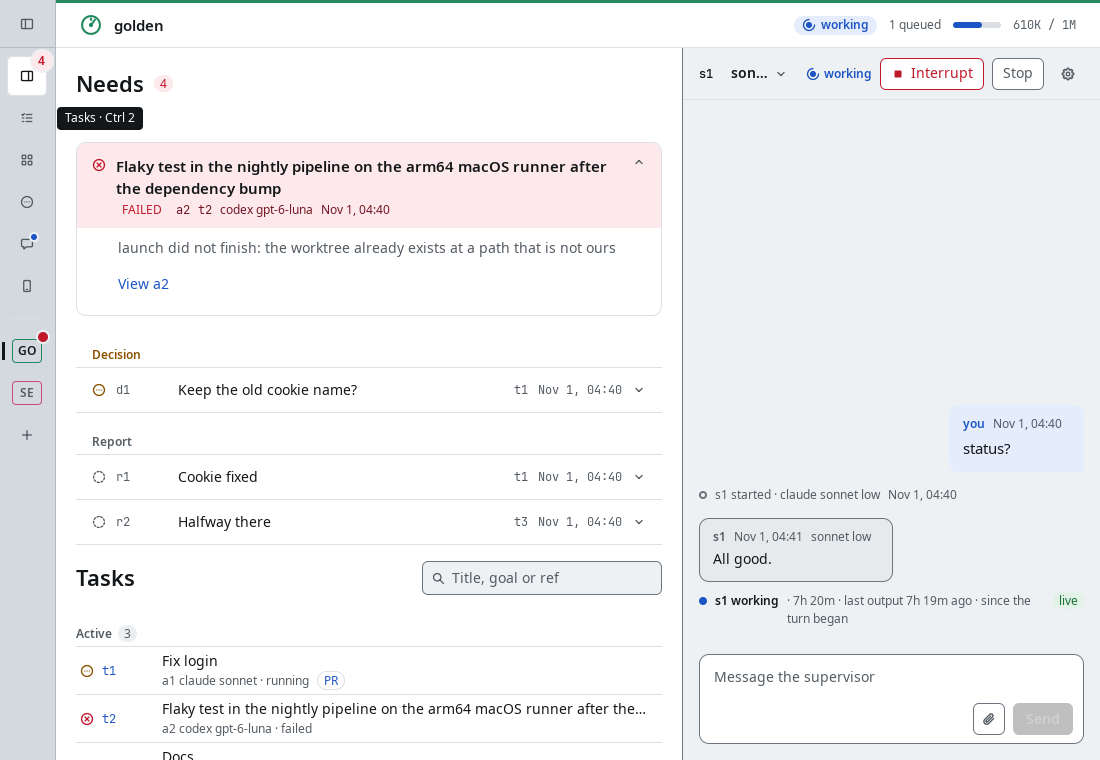 golden
working
1 queued
610K / 1M
4
Needs 4
Tasks · Ctrl 2
Flaky test in the nightly pipeline on the arm64 macOS runner after
the dependency bump
FAILED a2 t2 codex gpt-6-luna Nov 1, 04:40
launch did not finish: the worktree already exists at a path that is not ours
View a2
GO
SE
Decision
d1 Keep the old cookie name? t1 Nov 1, 04:40
Report
r1 Cookie fixed t1 Nov 1, 04:40
r2 Halfway there t3 Nov 1, 04:40
Tasks
Title, goal or ref
Active 3
t1 Fix login
a1 claude sonnet · running PR
t2 Flaky test in the nightly pipeline on the arm64 macOS runner after the…
a2 codex gpt-6-luna · failed
Docs
s1 son… working Interrupt Stop
you Nov 1, 04:40
status?
s1 started · claude sonnet low Nov 1, 04:40
s1 Nov 1, 04:41 sonnet low
All good.
s1 working · 7h 20m · last output 7h 19m ago · since the live
turn began
Message the supervisor
Send